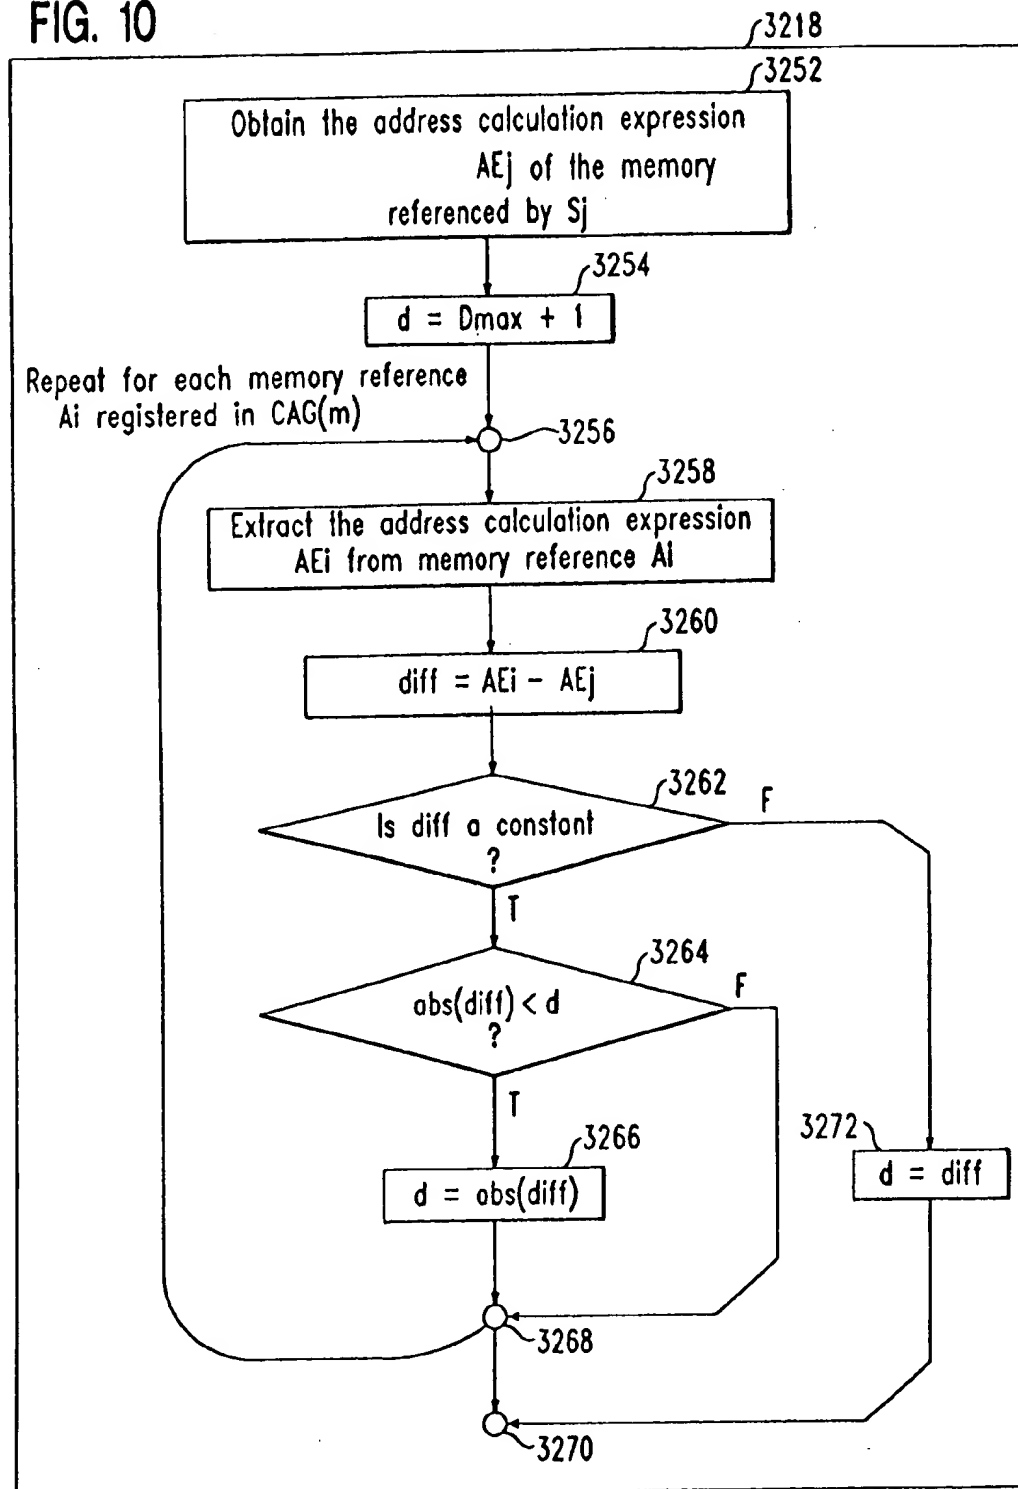 FIG. 10
3218
3252
Obtain the address calculation expression
AEj of the memory
referenced by Sj
3254
d = Dmax + 1
Repeat for each memory reference
Ai registered in CAG(m)
3256
3258
Extract the address calculation expression
AEi from memory reference Ai
3260
diff = AEi - AEj
3262
F
Is diff a constant
?
T
3264
F
abs(diff) < d
?
T
3266
d = abs(diff)
3272
d = diff
3268
3270